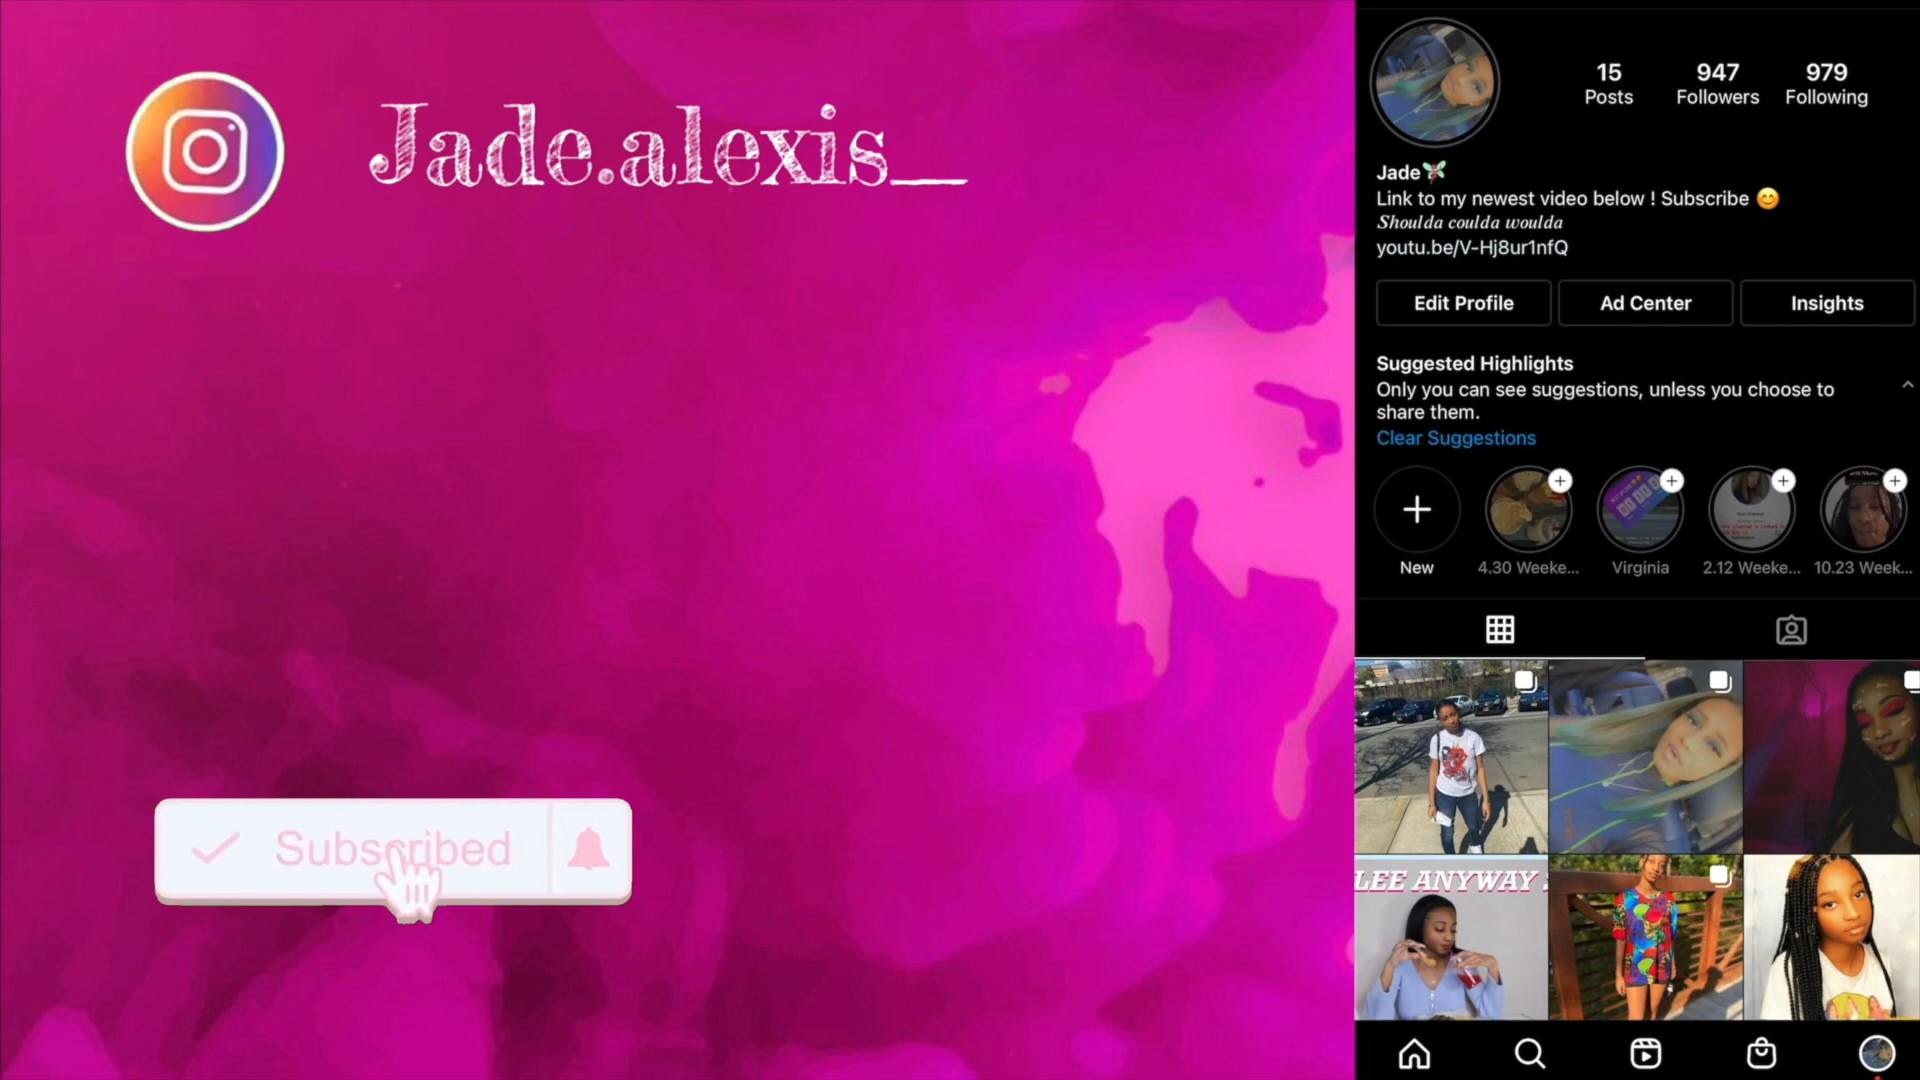 Jade.alexis_
Subscribed
15
Posts
947
Followers
979
Following
Jade
Link to my newest video below ! Subscribe 😊
Shoulda coulda woulda
youtu.be/V-Hj8ur1nfQ
Edit Profile
Ad Center
Insights
Suggested Highlights
Only you can see suggestions, unless you choose to
share them.
Clear Suggestions
New
4.30 Weeke...
Virginia
2.12 Weeke...
10.23 Week...
LEE ANYWAY